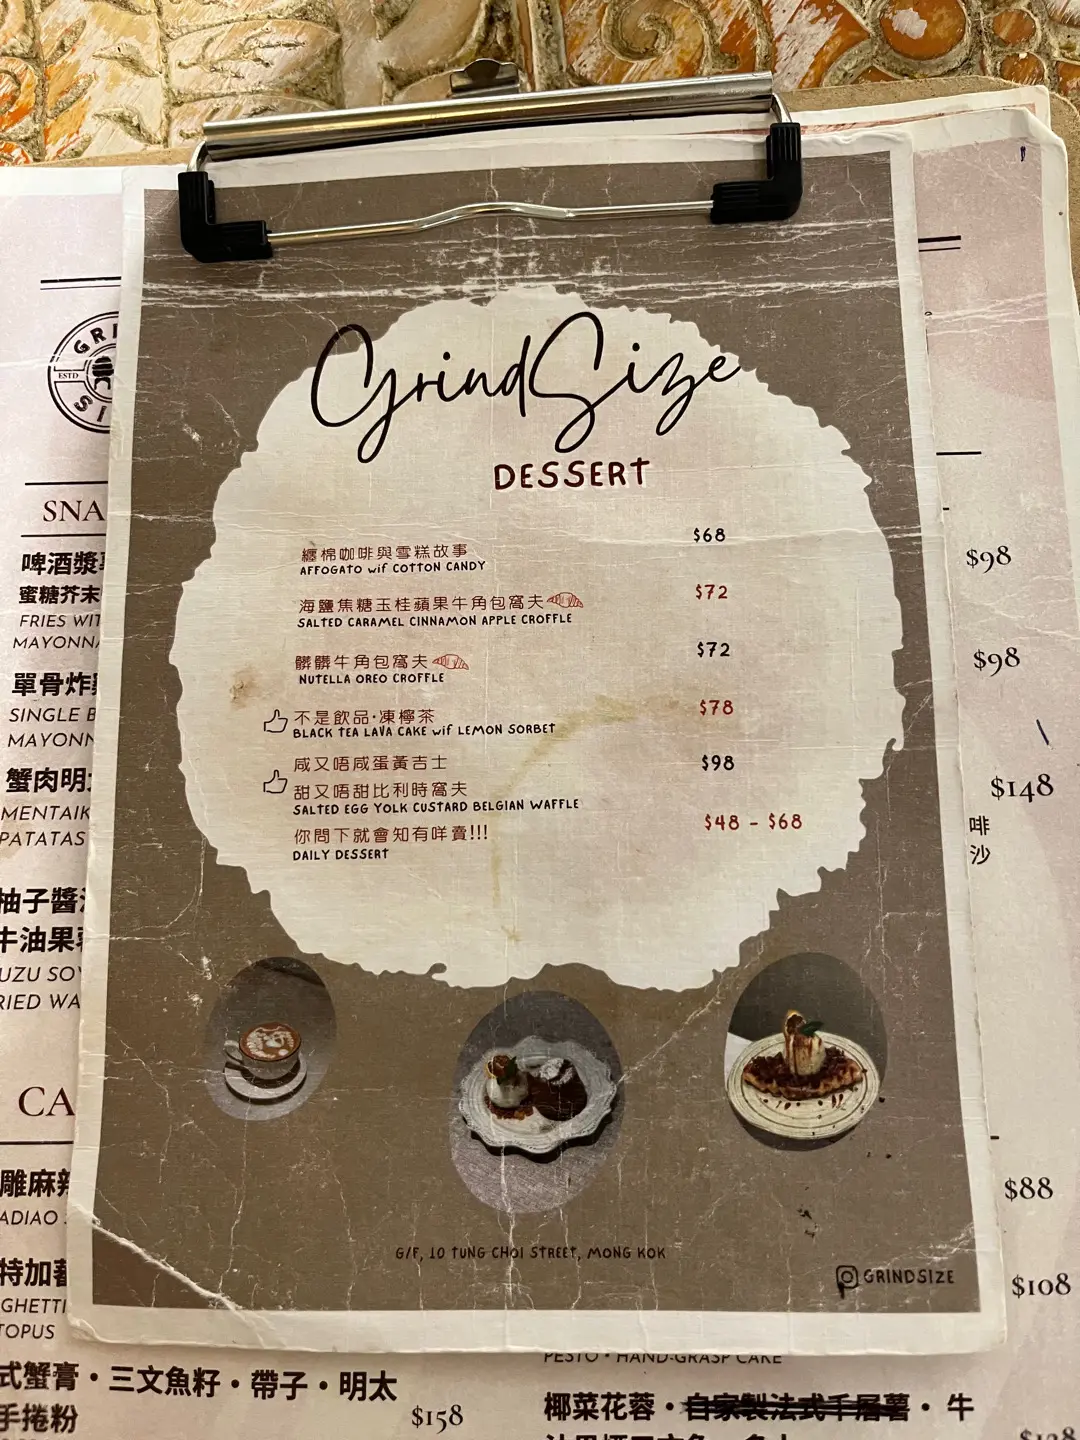 GrindSize
DESSERT
纏棉咖啡與雪糕故事
AFFOGATO wif COTTON CANDY
$68
海鹽焦糖玉桂蘋果牛角包窩夫
SALTED CARAMEL CINNAMON APPLE CROFFLE
$72
髒髒牛角包窩夫
NUTELLA OREO CROFFLE
$72
不是飲品·凍檸茶
BLACK TEA LAVA CAKE wif LEMON SORBET
$78
咸又唔咸蛋黃吉士
甜又唔甜比利時窩夫
SALTED EGG YOLK CUSTARD BELGIAN WAFFLE
$98
你問下就會知有咩賣!!!
DAILY DESSERT
$48 - $68
G/F, 10 TUNG CHOI STREET, MONG KOK
GRINDSIZE
ESTD
SNA
啤酒漿
蜜糖芥末
FRIES WIT
MAYONN
單骨炸
SINGLE B
MAYONN
蟹肉明
MENTAIK
PATATAS
柚子醬
牛油果
UZU SOY
RIED WA
CA
雕麻辣
ADIAO
特加
GHETTI
TOPUS
式蟹膏·三文魚籽·帶子·明太
手捲粉
$158
$98
$98
$148
啡
沙
$88
$108
PESTO · HAND-GRASP CAKE
椰菜花蓉·自家製法式千層薯·牛